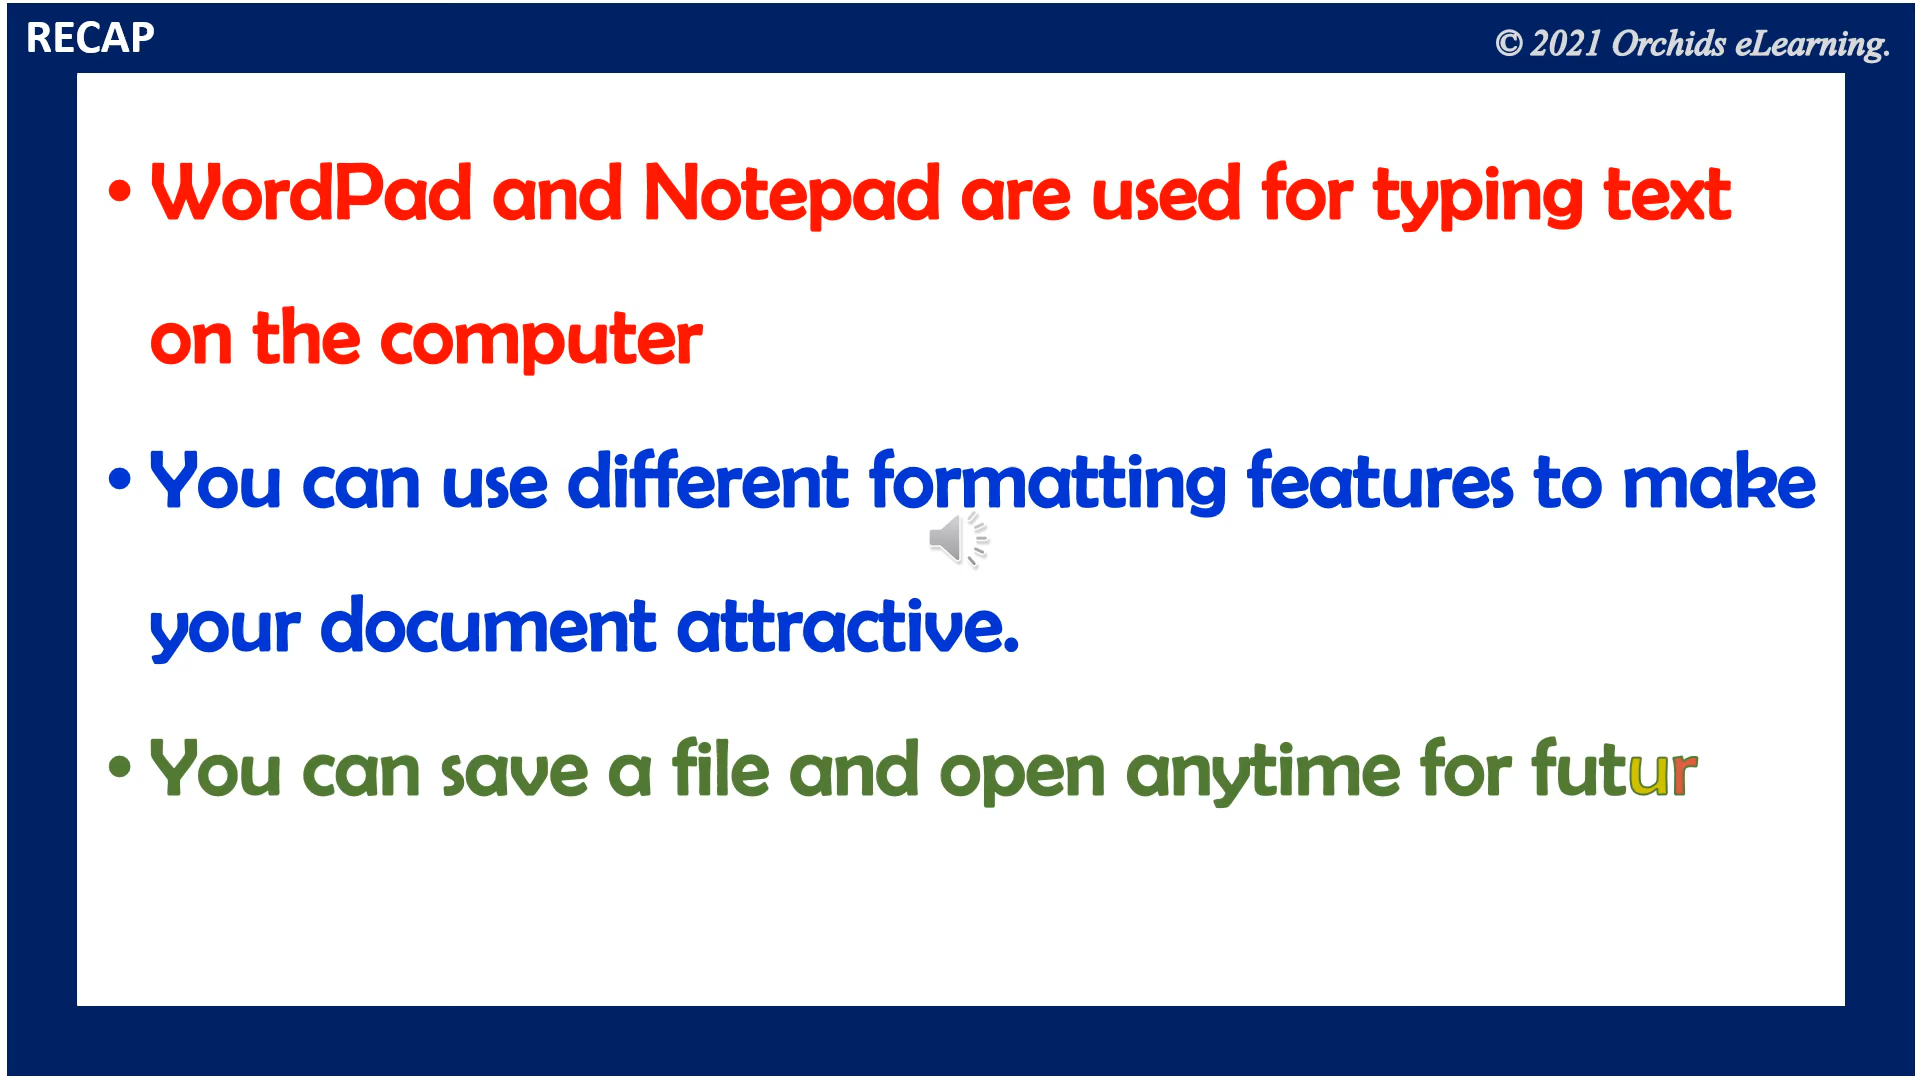 RECAP
© 2021 Orchids eLearning.
• WordPad and Notepad are used for typing text
on the computer
• You can use different formatting features to make
your document attractive.
• You can save a file and open anytime for futur